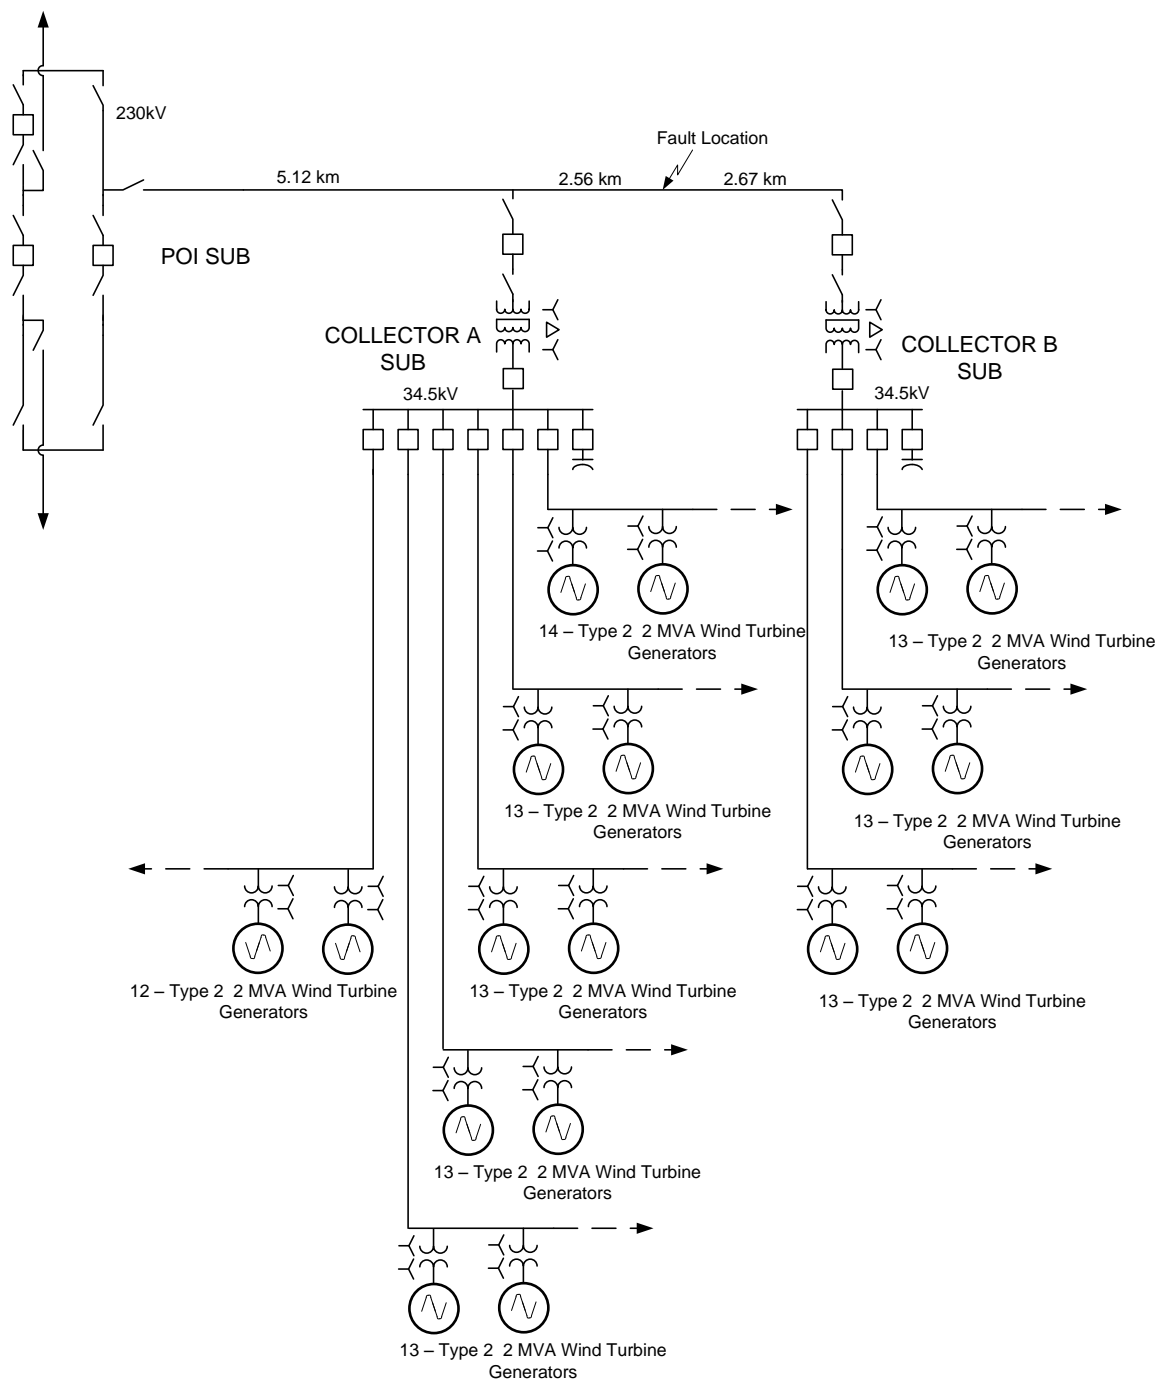 230kV
Fault Location
5.12 km
2.56 km
2.67 km
POI SUB
COLLECTOR A
SUB
COLLECTOR B
SUB
34.5kV
34.5kV
14 – Type 2  2 MVA Wind Turbine
Generators
13 – Type 2  2 MVA Wind Turbine
Generators
13 – Type 2  2 MVA Wind Turbine
Generators
13 – Type 2  2 MVA Wind Turbine
Generators
12 – Type 2  2 MVA Wind Turbine
Generators
13 – Type 2  2 MVA Wind Turbine
Generators
13 – Type 2  2 MVA Wind Turbine
Generators
13 – Type 2  2 MVA Wind Turbine
Generators
13 – Type 2  2 MVA Wind Turbine
Generators